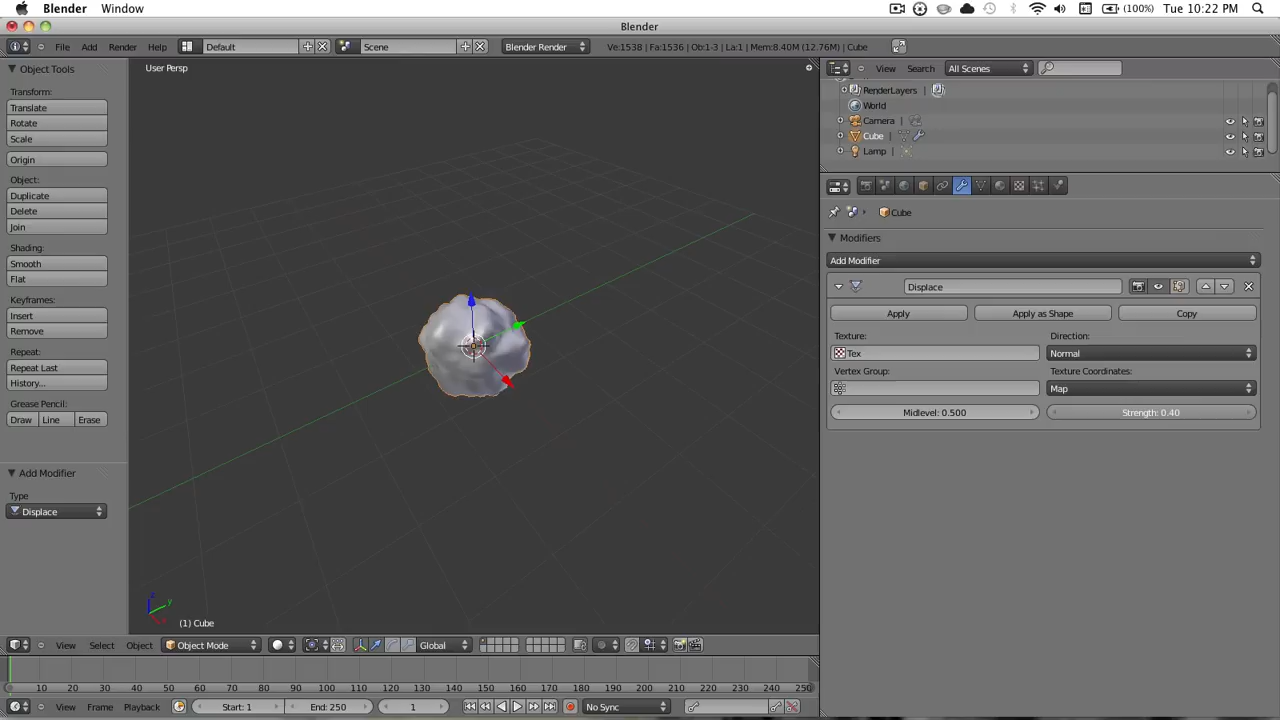 Blender Window (100%) Tue 10:22 PM
Blender
File Add Render Help Default Scene Blender Render Ve:1538 | Fa:1536 | Ob:1-3 | La:1 | Mem:8.40M (12.76M) | Cube
Object Tools
Transform:
Translate
Rotate
Scale
Origin
Object:
Duplicate
Delete
Join
Shading:
Smooth
Flat
Keyframes:
Insert
Remove
Repeat:
Repeat Last
History...
Grease Pencil:
Draw Line Erase
Add Modifier
Type
Displace
User Persp
z
y
x
(1) Cube
View Select Object Object Mode Global
10 20 30 40 50 60 70 80 90 100 110 120 130 140 150 160 170 180 190 200 210 220 230 240 250
View Frame Playback Start: 1 End: 250 1 No Sync
View Search All Scenes
RenderLayers |
World
Camera |
Cube |
Lamp |
Cube
Modifiers
Add Modifier
Displace
Apply Apply as Shape Copy
Texture: Direction:
Tex Normal
Vertex Group: Texture Coordinates:
Map
Midlevel: 0.500 Strength: 0.40